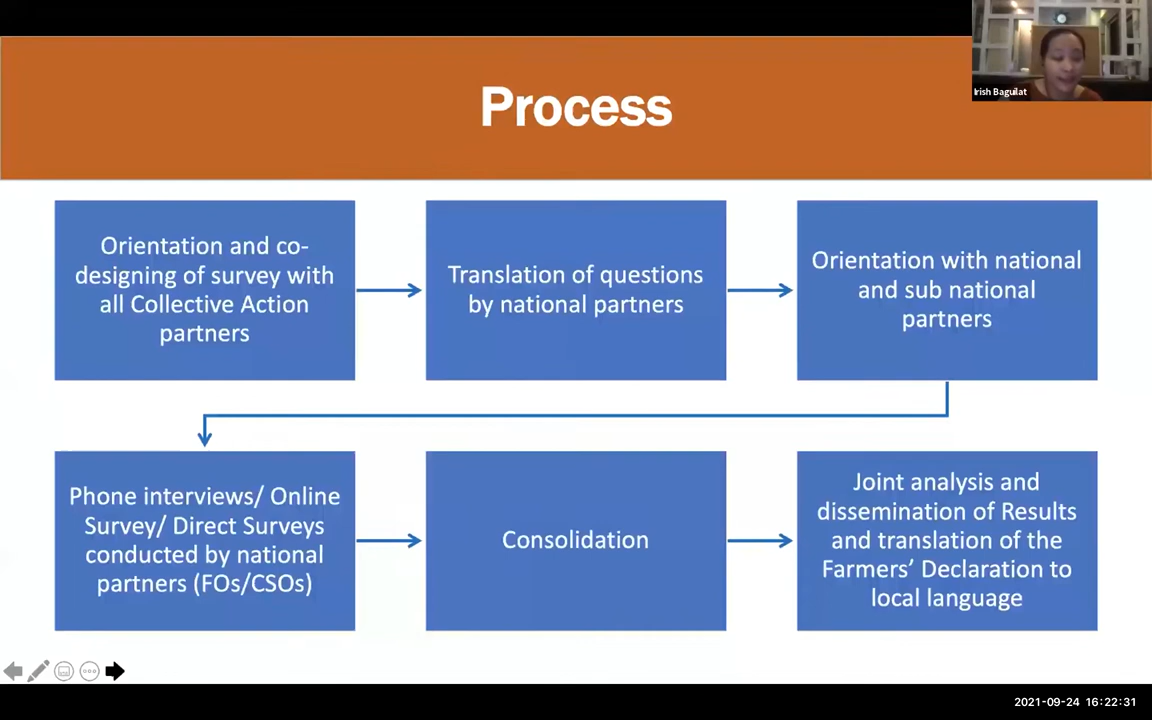 Process
Irish Baguilat
Orientation and co-
designing of survey with
all Collective Action
partners
Translation of questions
by national partners
Orientation with national
and sub national
partners
Phone interviews/ Online
Survey/ Direct Surveys
conducted by national
partners (FOs/CSOs)
Consolidation
Joint analysis and
dissemination of Results
and translation of the
Farmers’ Declaration to
local language
2021-09-24 16:22:31